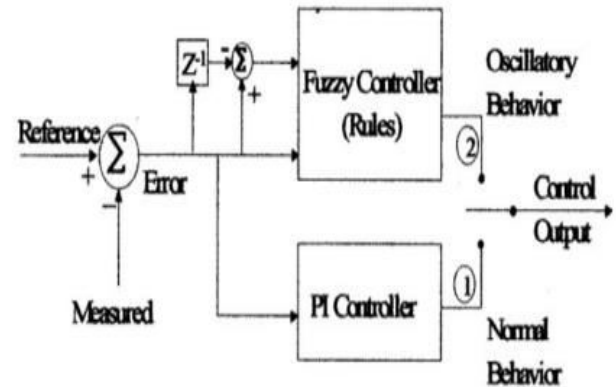 Z-1
-
Σ
+
Fuzzy Controller
(Rules)
Oscillatory
Behavior
2
Reference
+
Σ
-
Error
Control
Output
Measured
PI Controller
1
Normal
Behavior